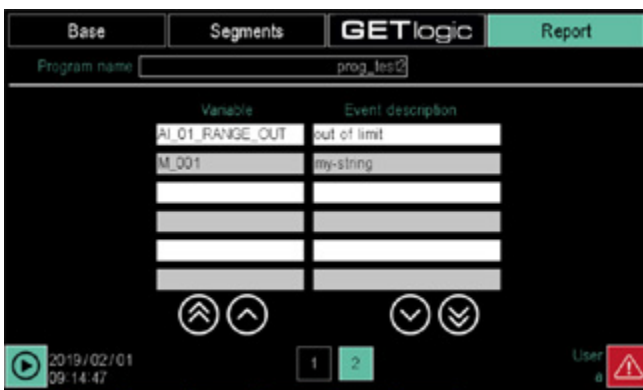 Base Segments GETlogic Report
Program name prog_test2
Variable Event description
AI_01_RANGE_OUT out of limit
M_001 my-string
2019/02/01 1 2 User
09:14:47 a